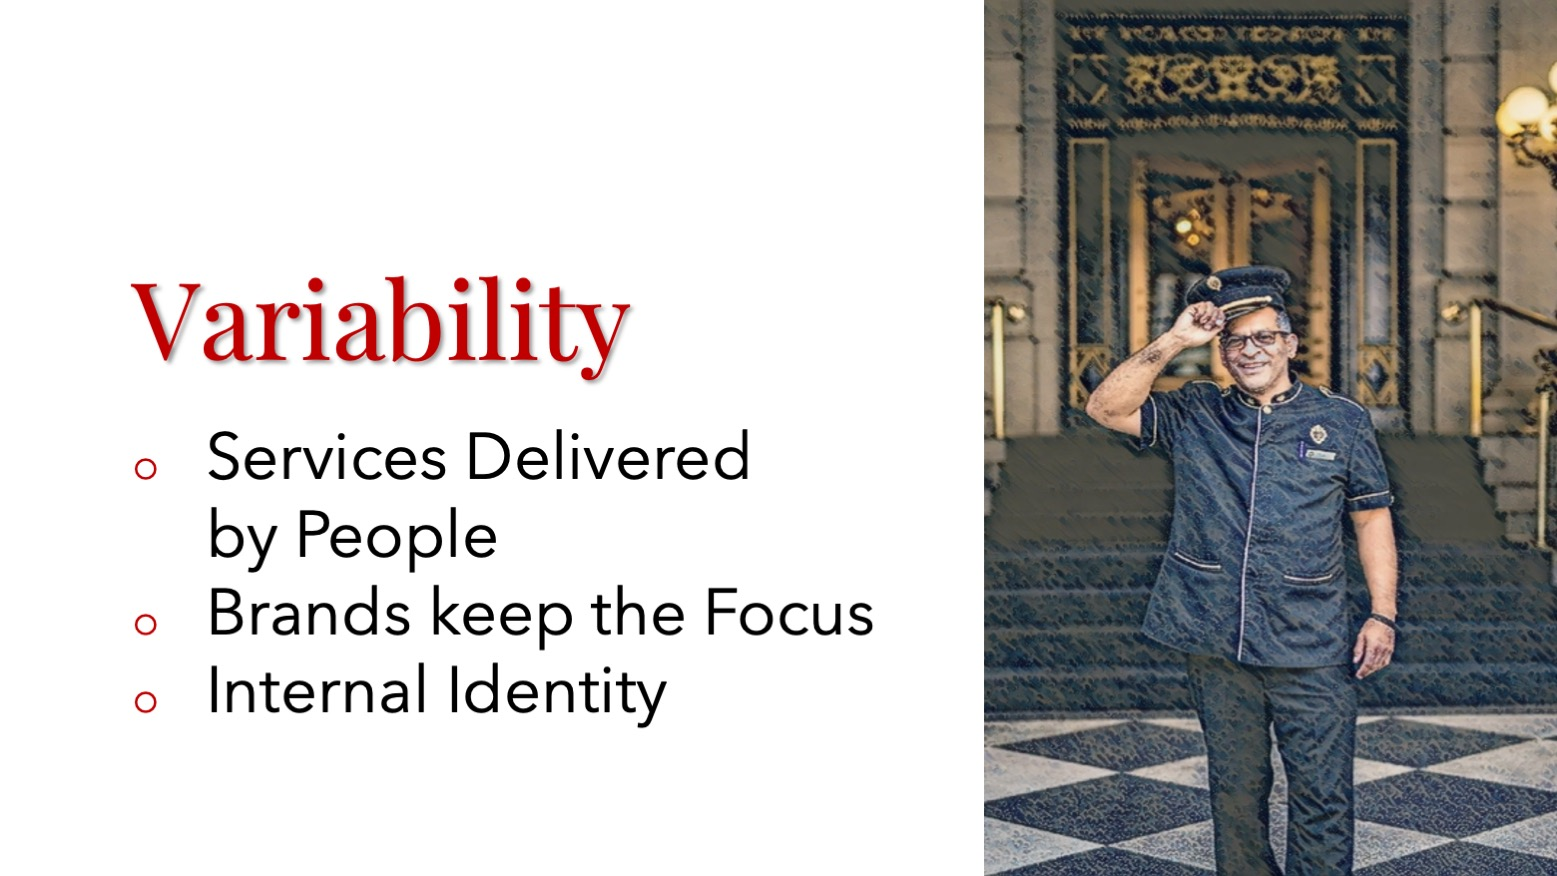 Variability
Services Delivered
by People
Brands keep the Focus
Internal Identity